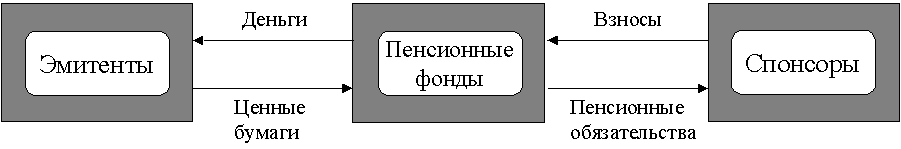 Деньги
Взносы
Эмитенты
Пенсионные
фонды
Спонсоры
Ценные
бумаги
Пенсионные
обязательства